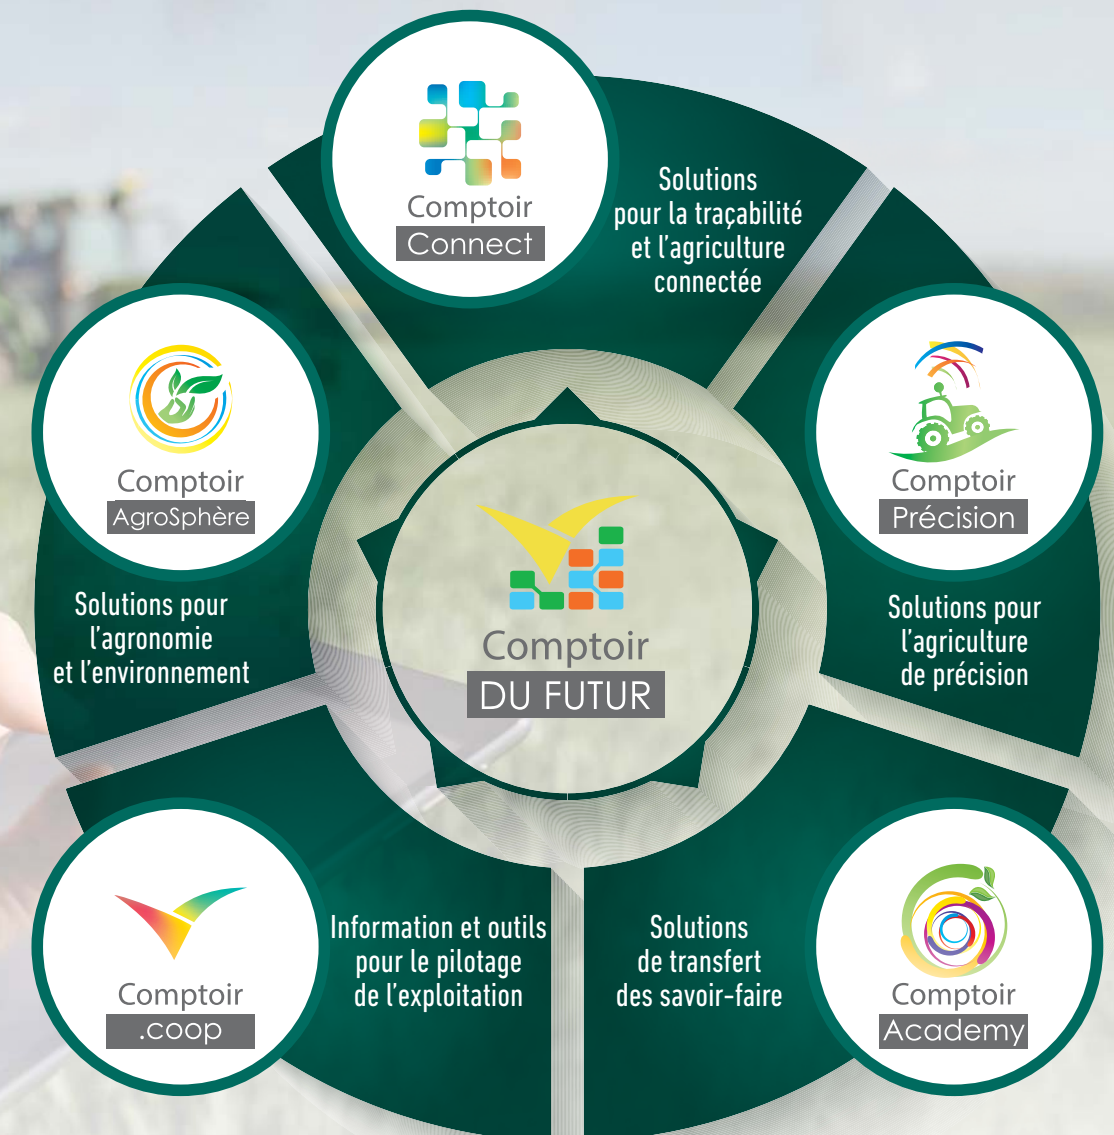 Comptoir
Connect
Solutions
pour la traçabilité
et l'agriculture
connectée
Comptoir
Précision
Solutions pour
l'agriculture
de précision
Comptoir
Academy
Solutions
de transfert
des savoir-faire
Comptoir
.coop
Information et outils
pour le pilotage
de l'exploitation
Comptoir
AgroSphère
Solutions pour
l'agronomie
et l'environnement
Comptoir
DU FUTUR